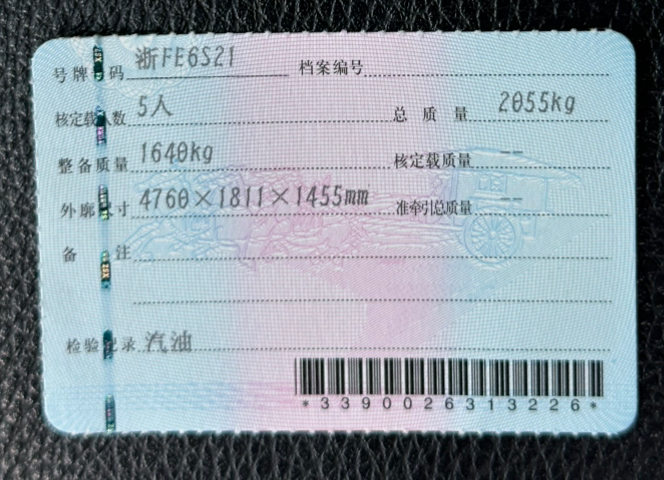 号牌号码 浙FE6S21 档案编号
核定载人数 5人 总质量 2055kg
整备质量 1640kg 核定载质量 --
外廓尺寸 4760×1811×1455mm 准牵引总质量 --
备注
检验记录 汽油
*3390026313226*